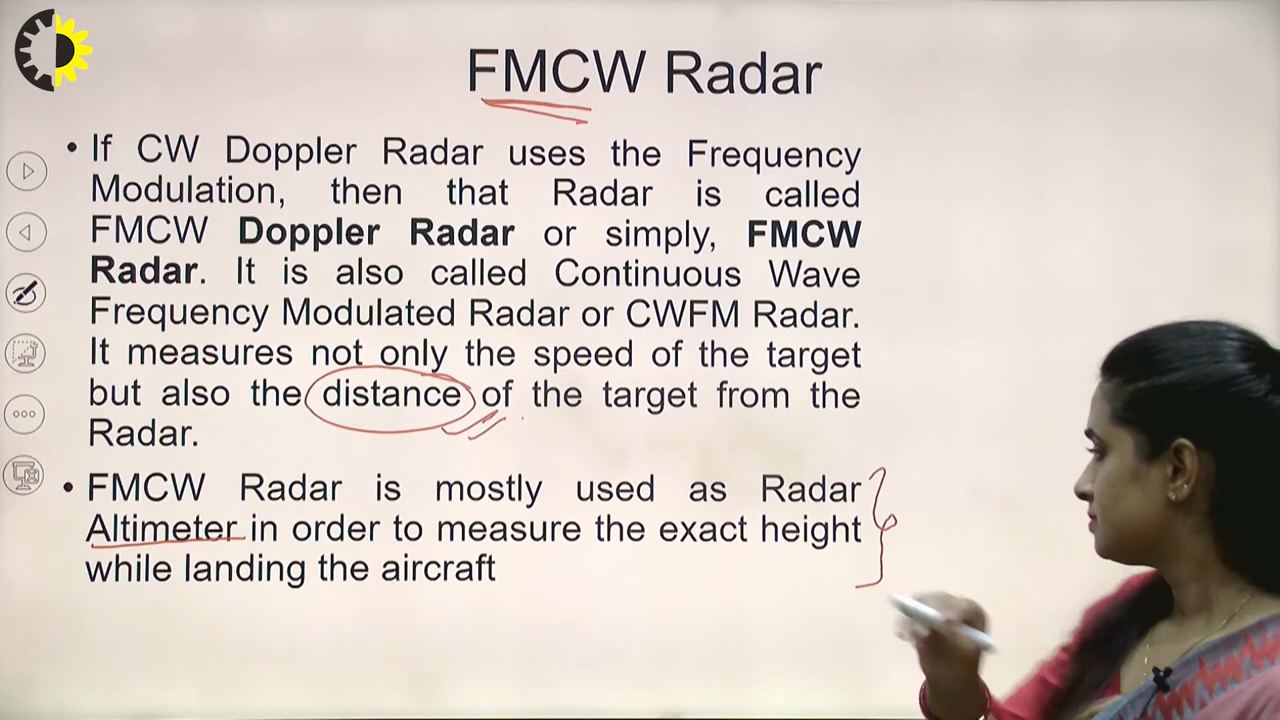 FMCW Radar
• If CW Doppler Radar uses the Frequency
Modulation, then that Radar is called
FMCW Doppler Radar or simply, FMCW
Radar. It is also called Continuous Wave
Frequency Modulated Radar or CWFM Radar.
It measures not only the speed of the target
but also the distance of the target from the
Radar.
• FMCW Radar is mostly used as Radar
Altimeter in order to measure the exact height
while landing the aircraft